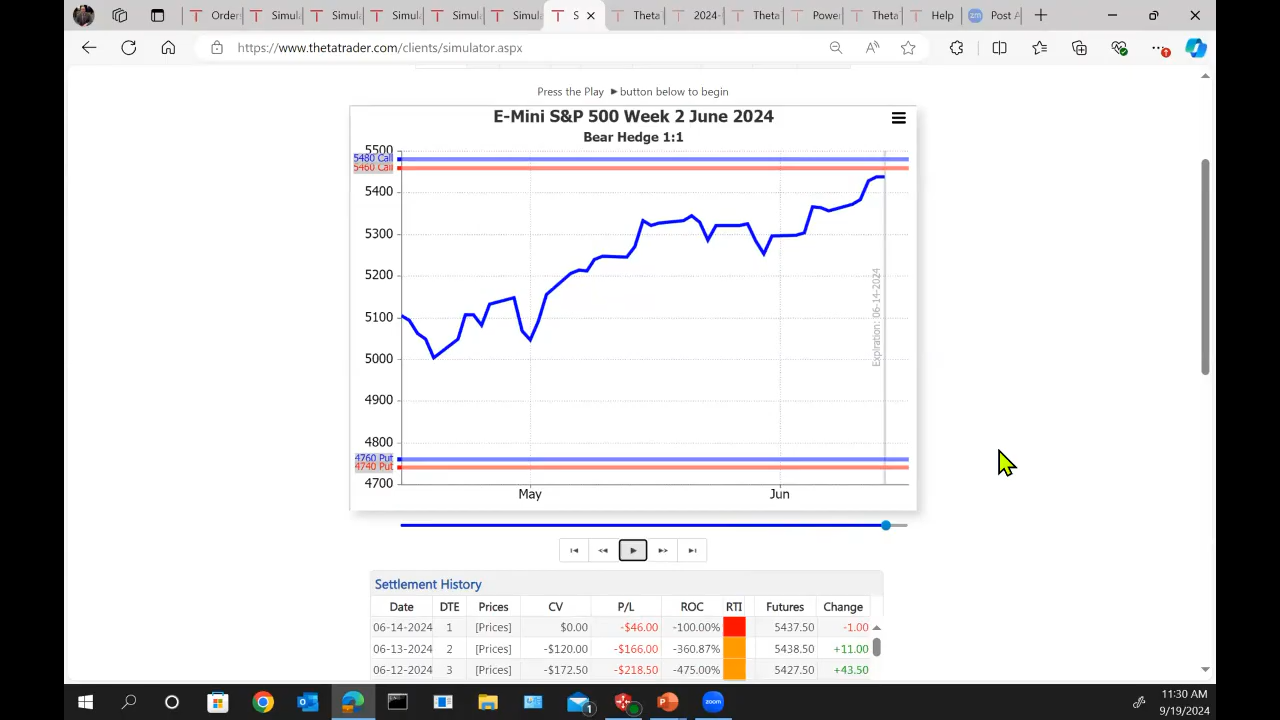 Order
Simul
Simul
Simul
Simul
Simul
S
Theta
2024-
Theta
Power
Theta
Help
zm
Post A
https://www.thetatrader.com/clients/simulator.aspx
Press the Play ►button below to begin
E-Mini S&P 500 Week 2 June 2024
Bear Hedge 1:1
5500
5480 Call
5460 Call
5400
5300
5200
5100
5000
4900
4800
4760 Put
4740 Put
4700
Expiration: 06-14-2024
May Jun
Settlement History
Date DTE Prices CV P/L ROC RTI Futures Change
06-14-2024 1 [Prices] $0.00 -$46.00 -100.00% 5437.50 -1.00
06-13-2024 2 [Prices] -$120.00 -$166.00 -360.87% 5438.50 +11.00
06-12-2024 3 [Prices] -$172.50 -$218.50 -475.00% 5427.50 +43.50
1
zoom
11:30 AM
9/19/2024